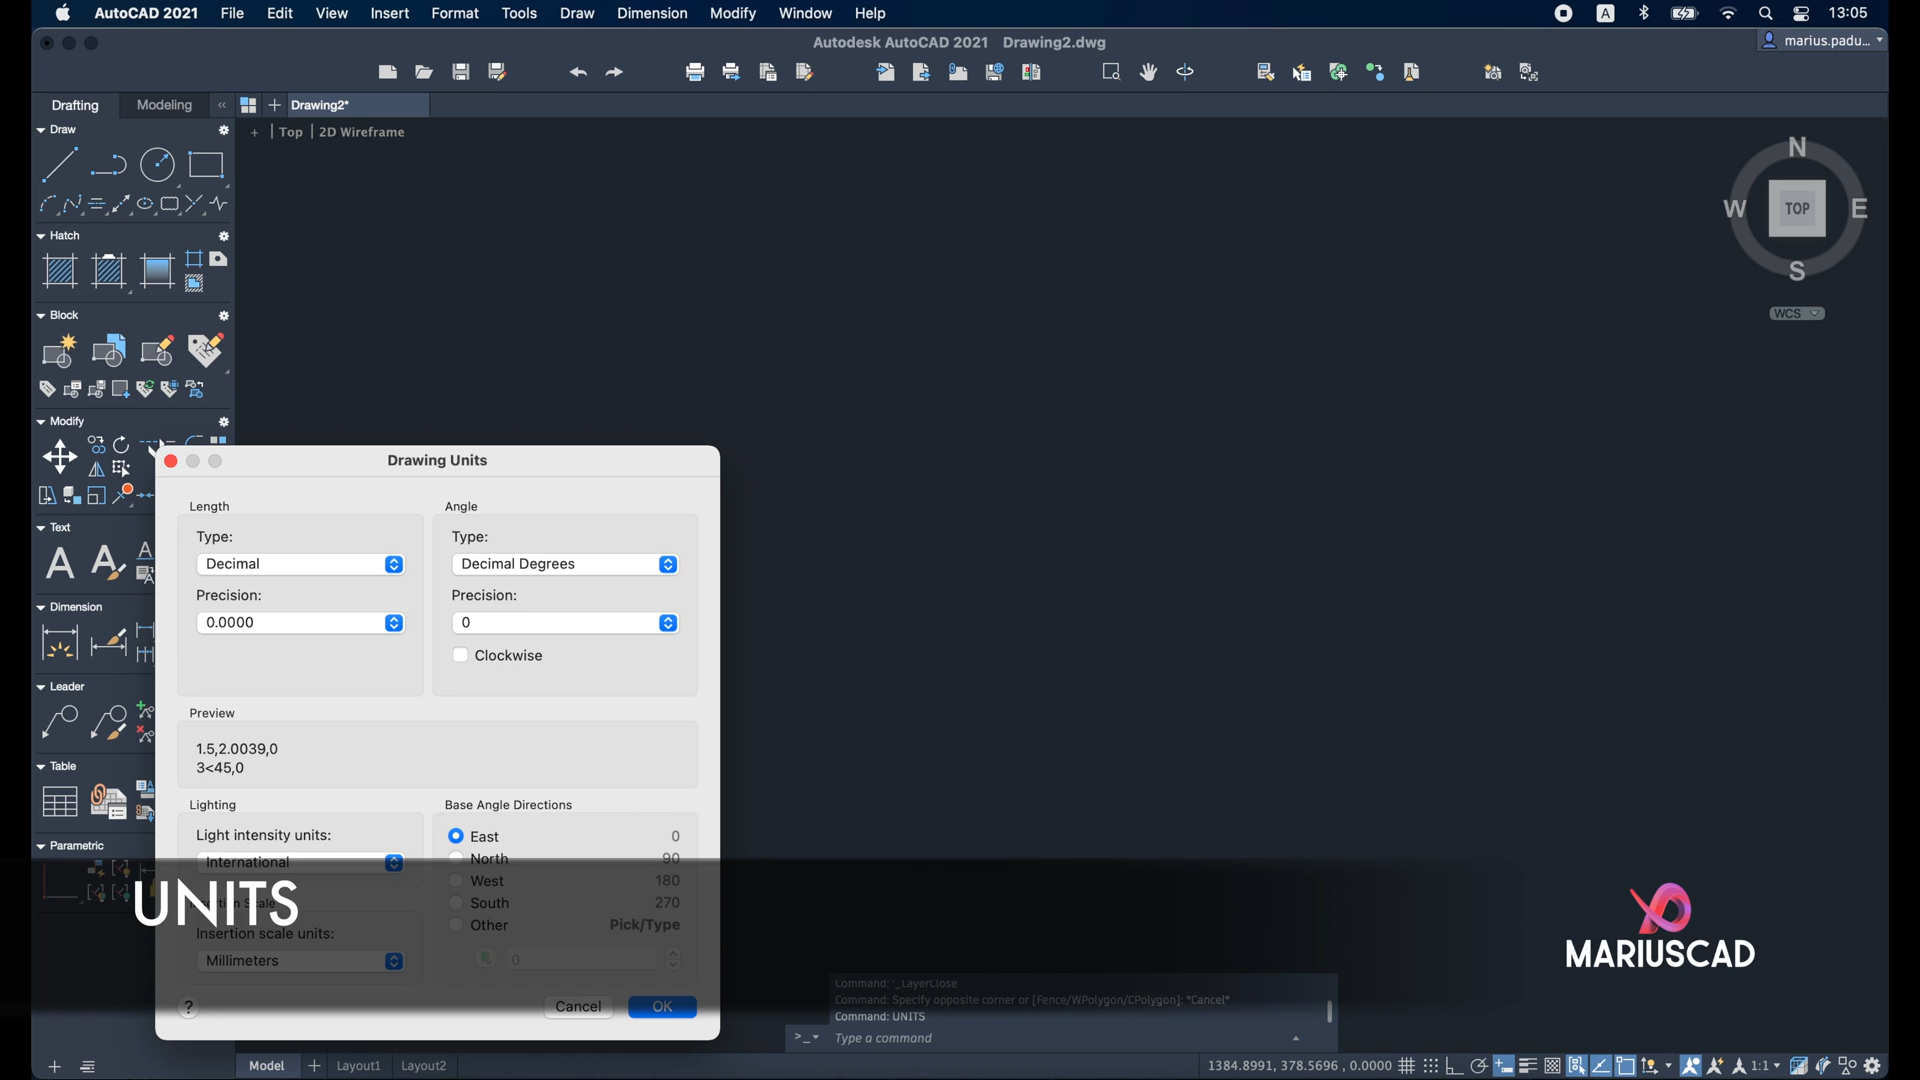 AutoCAD 2021 File Edit View Insert Format Tools Draw Dimension Modify Window Help A 13:05
Autodesk AutoCAD 2021 Drawing2.dwg
marius.padu...
Drafting Modeling « Drawing2*
Draw
+ | Top | 2D Wireframe
N
W TOP E
S
WCS
Hatch
Block
Modify
Text
Dimension
Leader
Table
Parametric
Drawing Units
Length
Type:
Decimal
Precision:
0.0000
Angle
Type:
Decimal Degrees
Precision:
0
Clockwise
Preview
1.5,2.0039,0
3<45,0
Lighting
Light intensity units:
International
Insertion Scale
Insertion scale units:
Millimeters
Base Angle Directions
East 0
North 90
West 180
South 270
Other Pick/Type
0
? Cancel OK
UNITS
MARIUSCAD
Command: '_LayerClose
Command: Specify opposite corner or [Fence/WPolygon/CPolygon]: *Cancel*
Command: UNITS
>_ Type a command
Model + Layout1 Layout2
1384.8991, 378.5696 , 0.0000 1:1